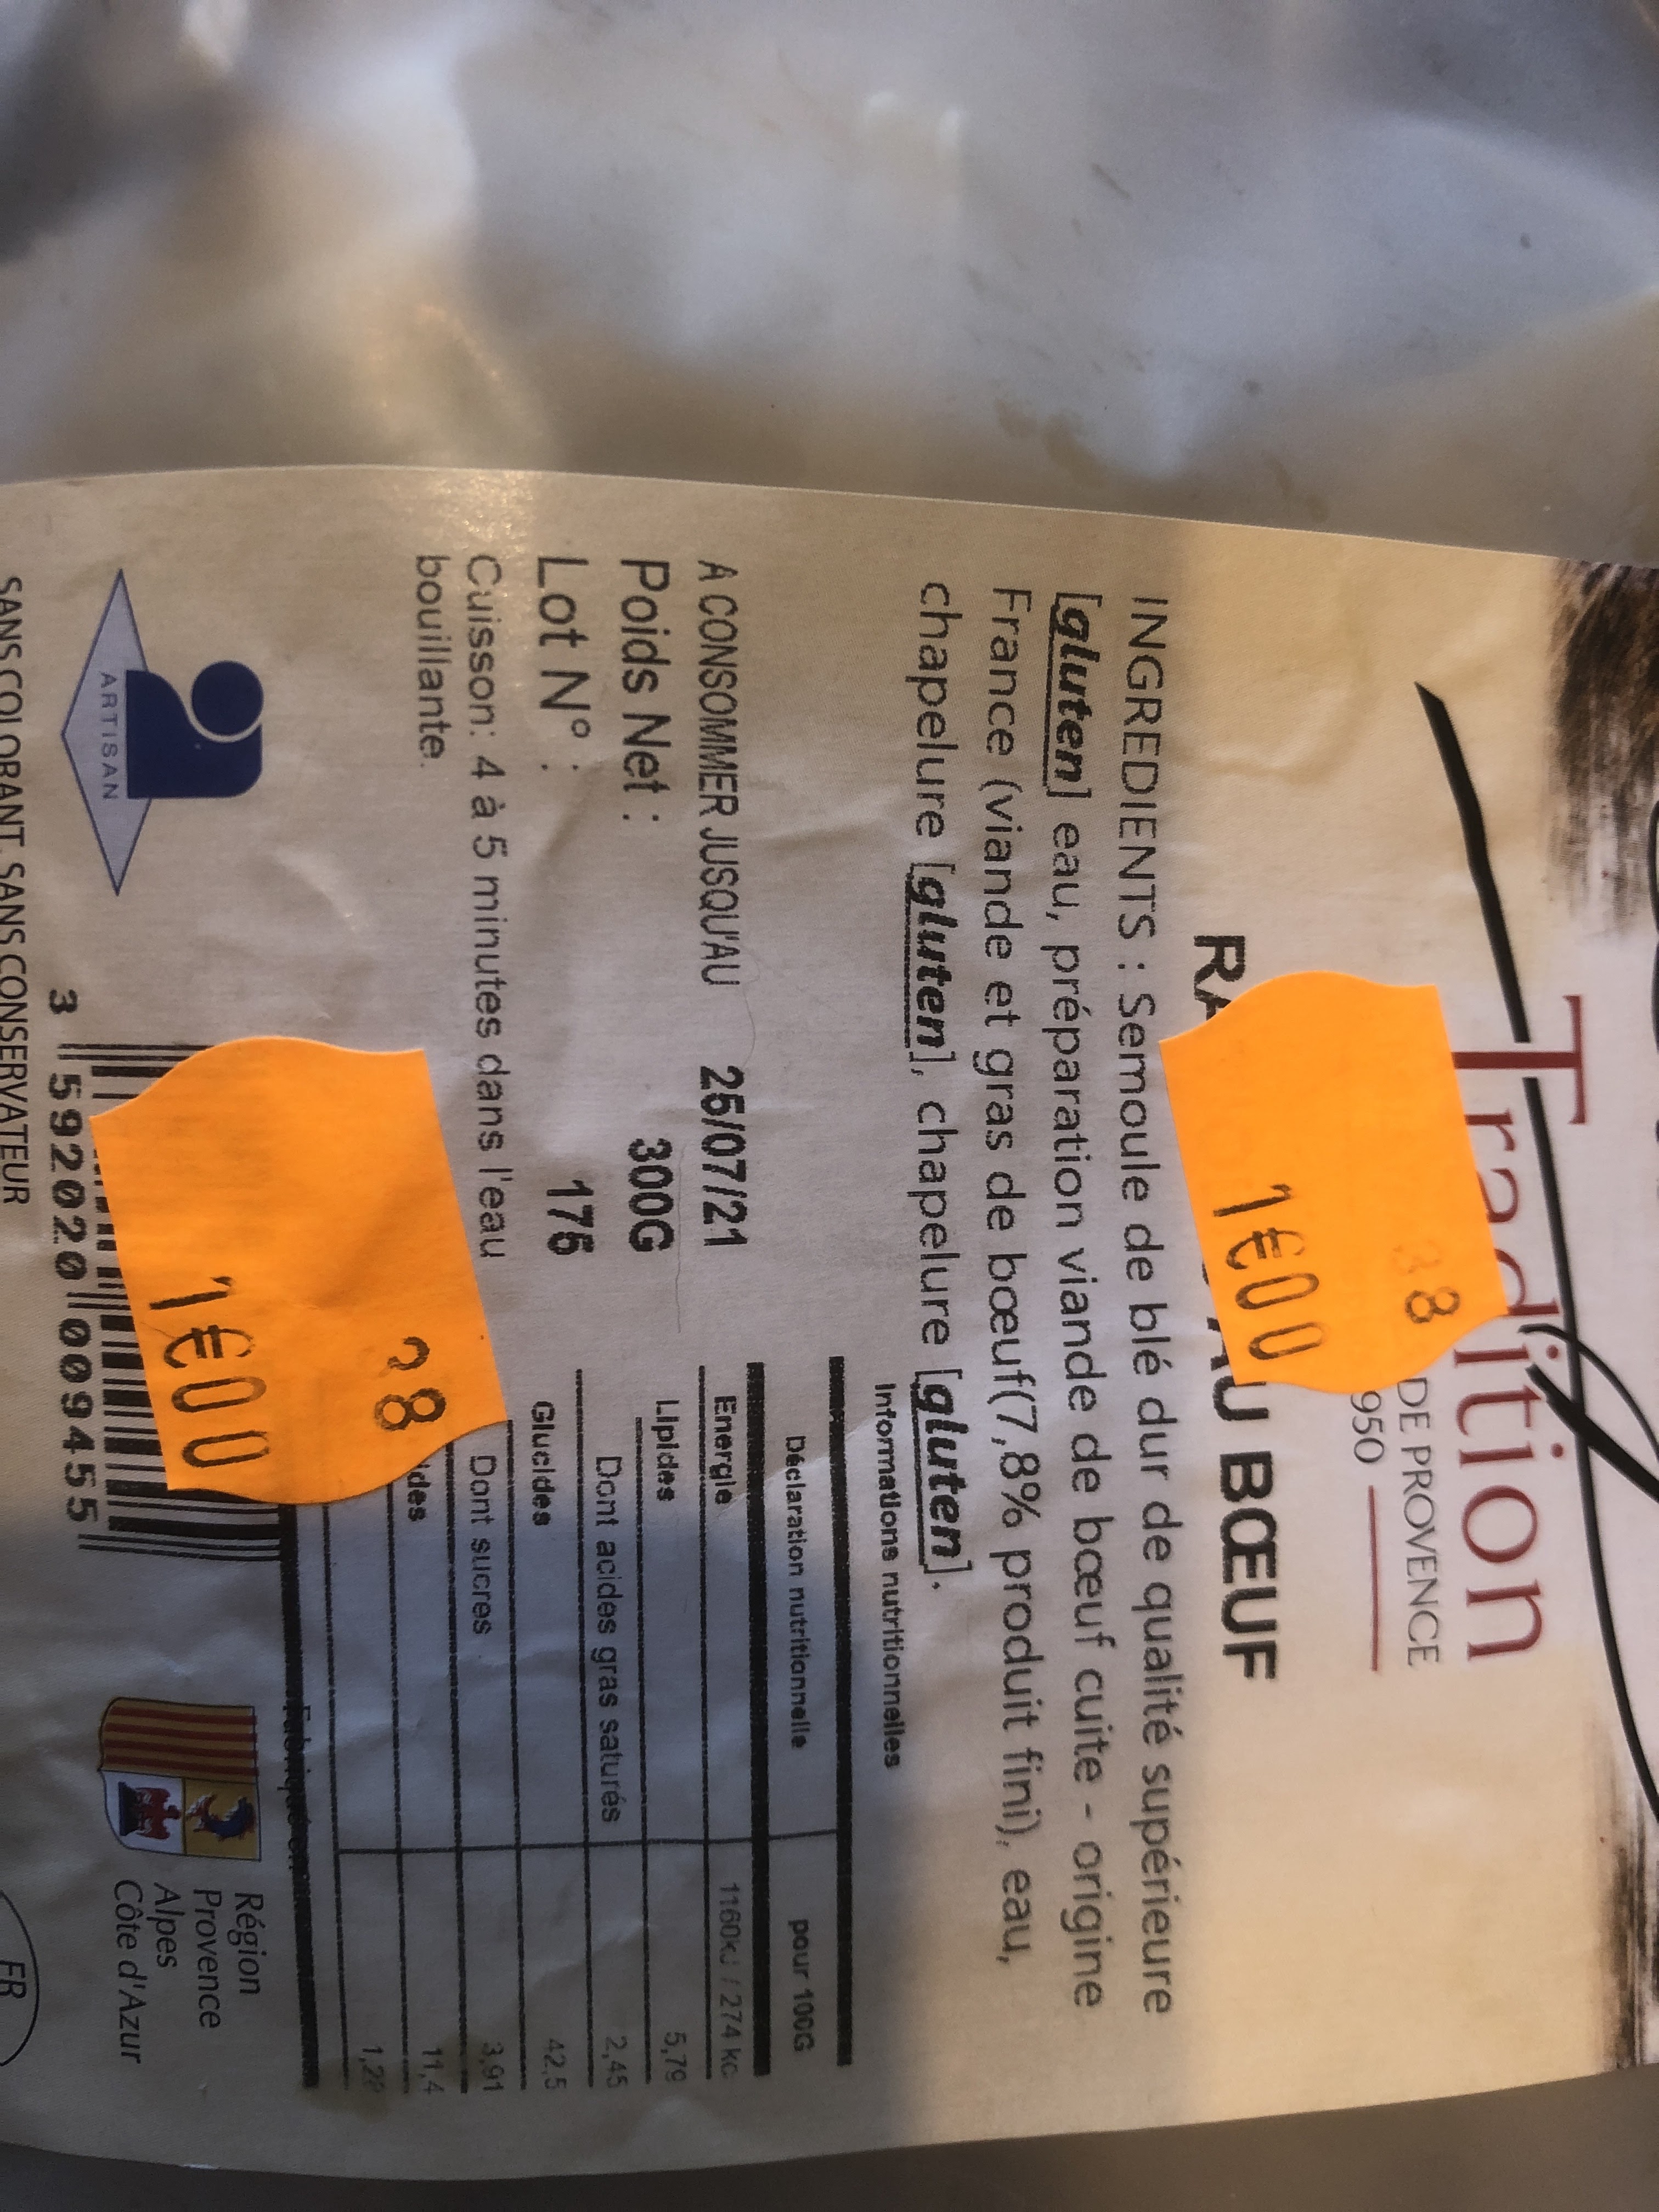 Tradition
DE PROVENCE
950
38
1€00
AU BŒUF
INGREDIENTS : Semoule de blé dur de qualité supérieure
[gluten] eau, préparation viande de bœuf cuite - origine
France (viande et gras de bœuf(7,8% produit fini), eau,
chapelure [gluten], chapelure [gluten].
Informations nutritionnelles
A CONSOMMER JUSQU'AU 25/07/21
Poids Net : 300G
Lot N° : 175
Cuisson: 4 à 5 minutes dans l'eau
bouillante.
Déclaration nutritionnelle pour 100G
Energie 1160KJ / 274 kc
Lipides 5,79
Dont acides gras saturés 2,45
Glucides 42,5
Dont sucres 3,91
ides 11,4
8
1€00
ARTISAN
3 592020 009455
Région
Provence
Alpes
Côte d'Azur
FR
SANS COLORANT, SANS CONSERVATEUR